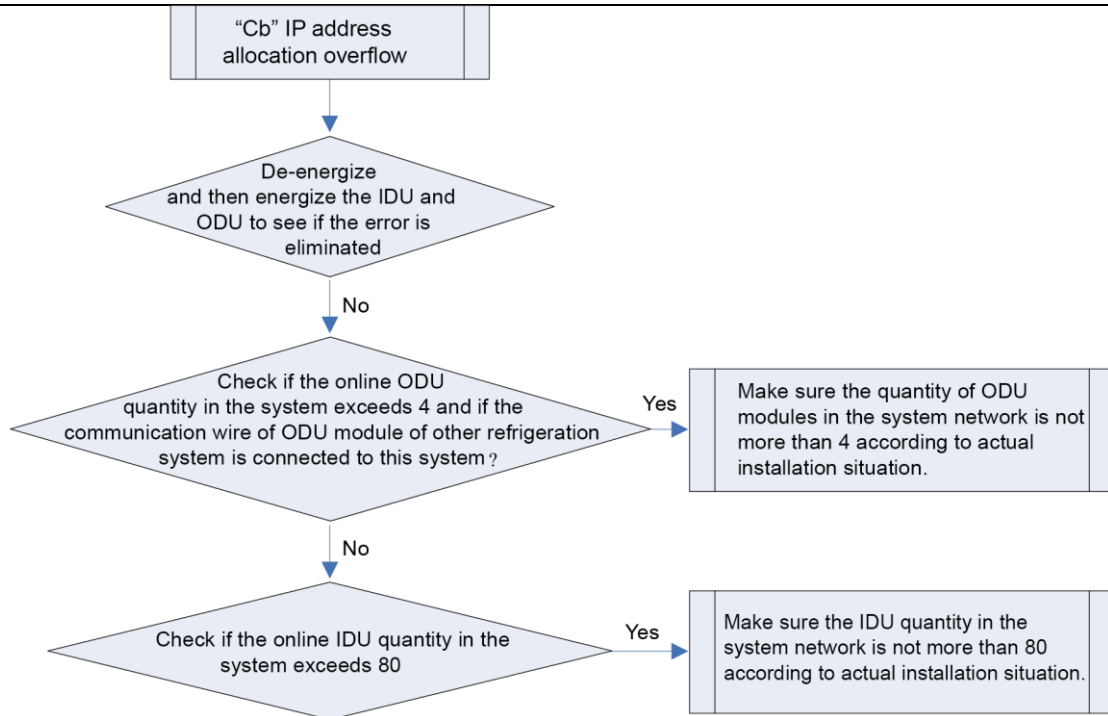 “Cb” IP address
allocation overflow
De-energize
and then energize the IDU and
ODU to see if the error is
eliminated
No
Check if the online ODU
quantity in the system exceeds 4 and if the
communication wire of ODU module of other refrigeration
system is connected to this system？
Yes
Make sure the quantity of ODU
modules in the system network is not
more than 4 according to actual
installation situation.
No
Check if the online IDU quantity in the
system exceeds 80
Yes
Make sure the IDU quantity in the
system network is not more than 80
according to actual installation situation.